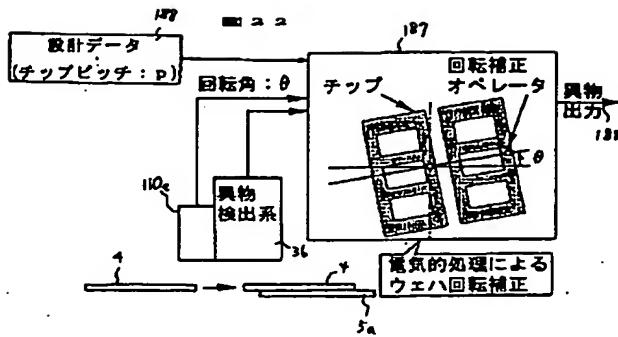 図22
188
187
設計データ
:
(チップピッチ:p)
回転角:θ
チップ
回転補正
オペレータ
異物
出力
θ
110e
異物
検出系
36
4
4
5a
電気的処理による
ウェハ回転補正